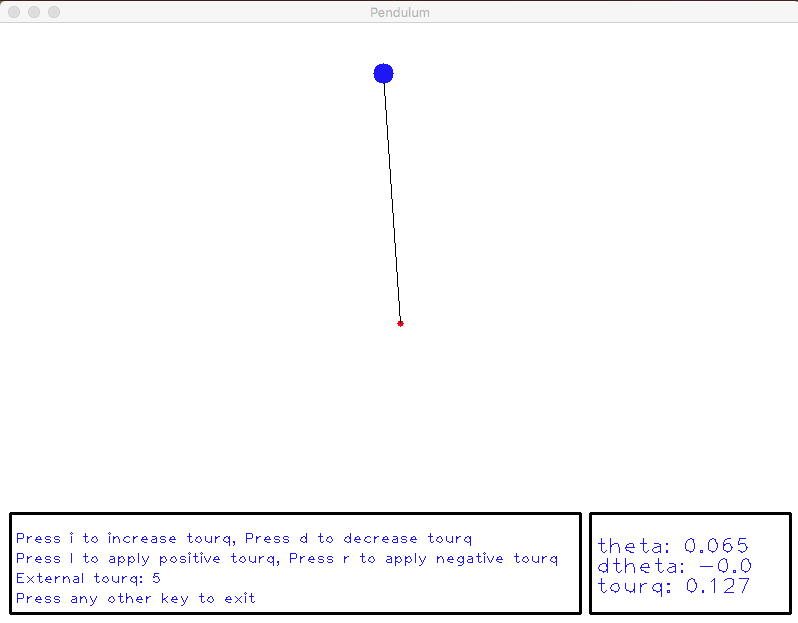 Pendulum
Press i to increase tourq, Press d to decrease tourq
Press l to apply positive tourq, Press r to apply negative tourq
External tourq: 5
Press any other key to exit
theta: 0.065
dtheta: −0.0
tourq: 0.127